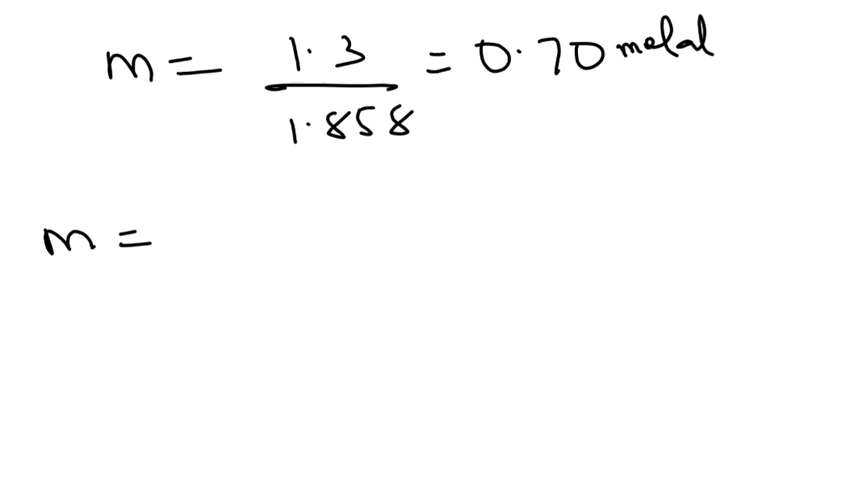 m = 1.3 / 1.858 = 0.70 molal
m =